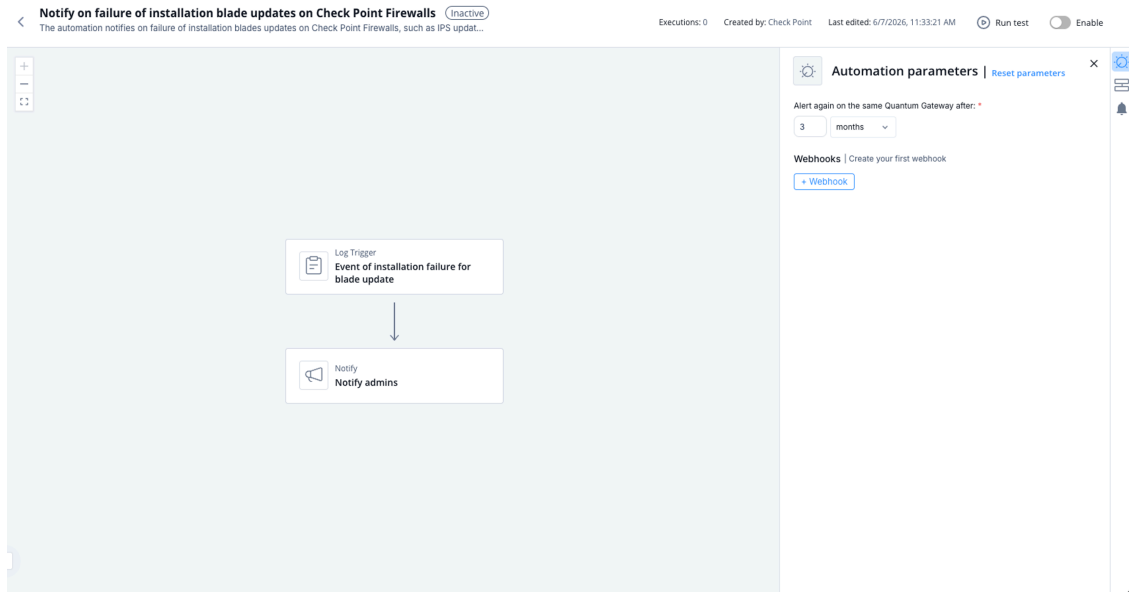 Notify on failure of installation blade updates on Check Point Firewalls Inactive
The automation notifies on failure of installation blades updates on Check Point Firewalls, such as IPS updat...
Executions: 0 Created by: Check Point Last edited: 6/7/2026, 11:33:21 AM Run test Enable
Automation parameters | Reset parameters
Alert again on the same Quantum Gateway after: *
3 months
Webhooks | Create your first webhook
+ Webhook
Log Trigger
Event of installation failure for
blade update
Notify
Notify admins